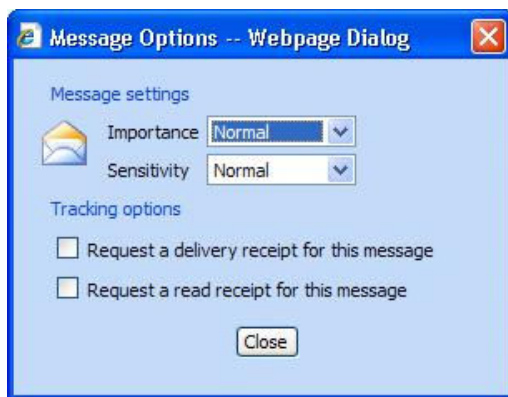 Message Options -- Webpage Dialog
Message settings
Importance Normal
Sensitivity Normal
Tracking options
Request a delivery receipt for this message
Request a read receipt for this message
Close